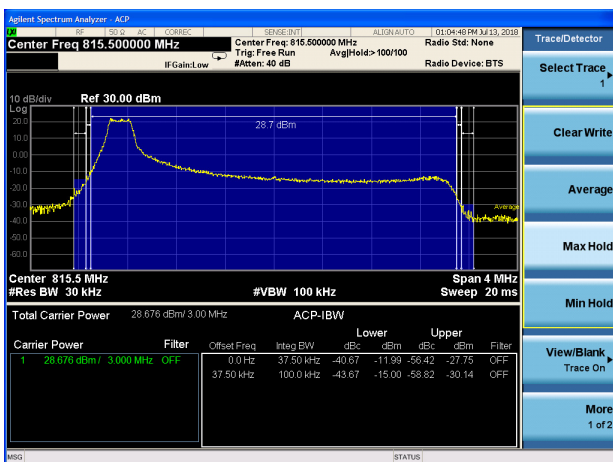 Agilent Spectrum Analyzer - ACP
LXI RF 50 Ω AC CORREC SENSE:INT ALIGN AUTO 01:04:48 PM Jul 13, 2018
Center Freq 815.500000 MHz
Center Freq: 815.500000 MHz Radio Std: None
Trig: Free Run Avg|Hold:> 100/100
IFGain:Low #Atten: 40 dB Radio Device: BTS
10 dB/div Ref 30.00 dBm
Log
20.0
10.0
0.00
-10.0
-20.0
-30.0
-40.0
-50.0
-60.0
28.7 dBm
Average
Center 815.5 MHz Span 4 MHz
#Res BW 30 kHz #VBW 100 kHz Sweep 20 ms
Total Carrier Power 28.676 dBm/ 3.00 MHz ACP-IBW
Lower Upper
Carrier Power Filter Offset Freq Integ BW dBc dBm dBc dBm Filter
1 28.676 dBm / 3.000 MHz OFF 0.0 Hz 37.50 kHz -40.67 -11.99 -56.42 -27.75 OFF
37.50 kHz 100.0 kHz -43.67 -15.00 -58.82 -30.14 OFF
MSG STATUS
Trace/Detector
Select Trace
1
Clear Write
Average
Max Hold
Min Hold
View/Blank
Trace On
More
1 of 2